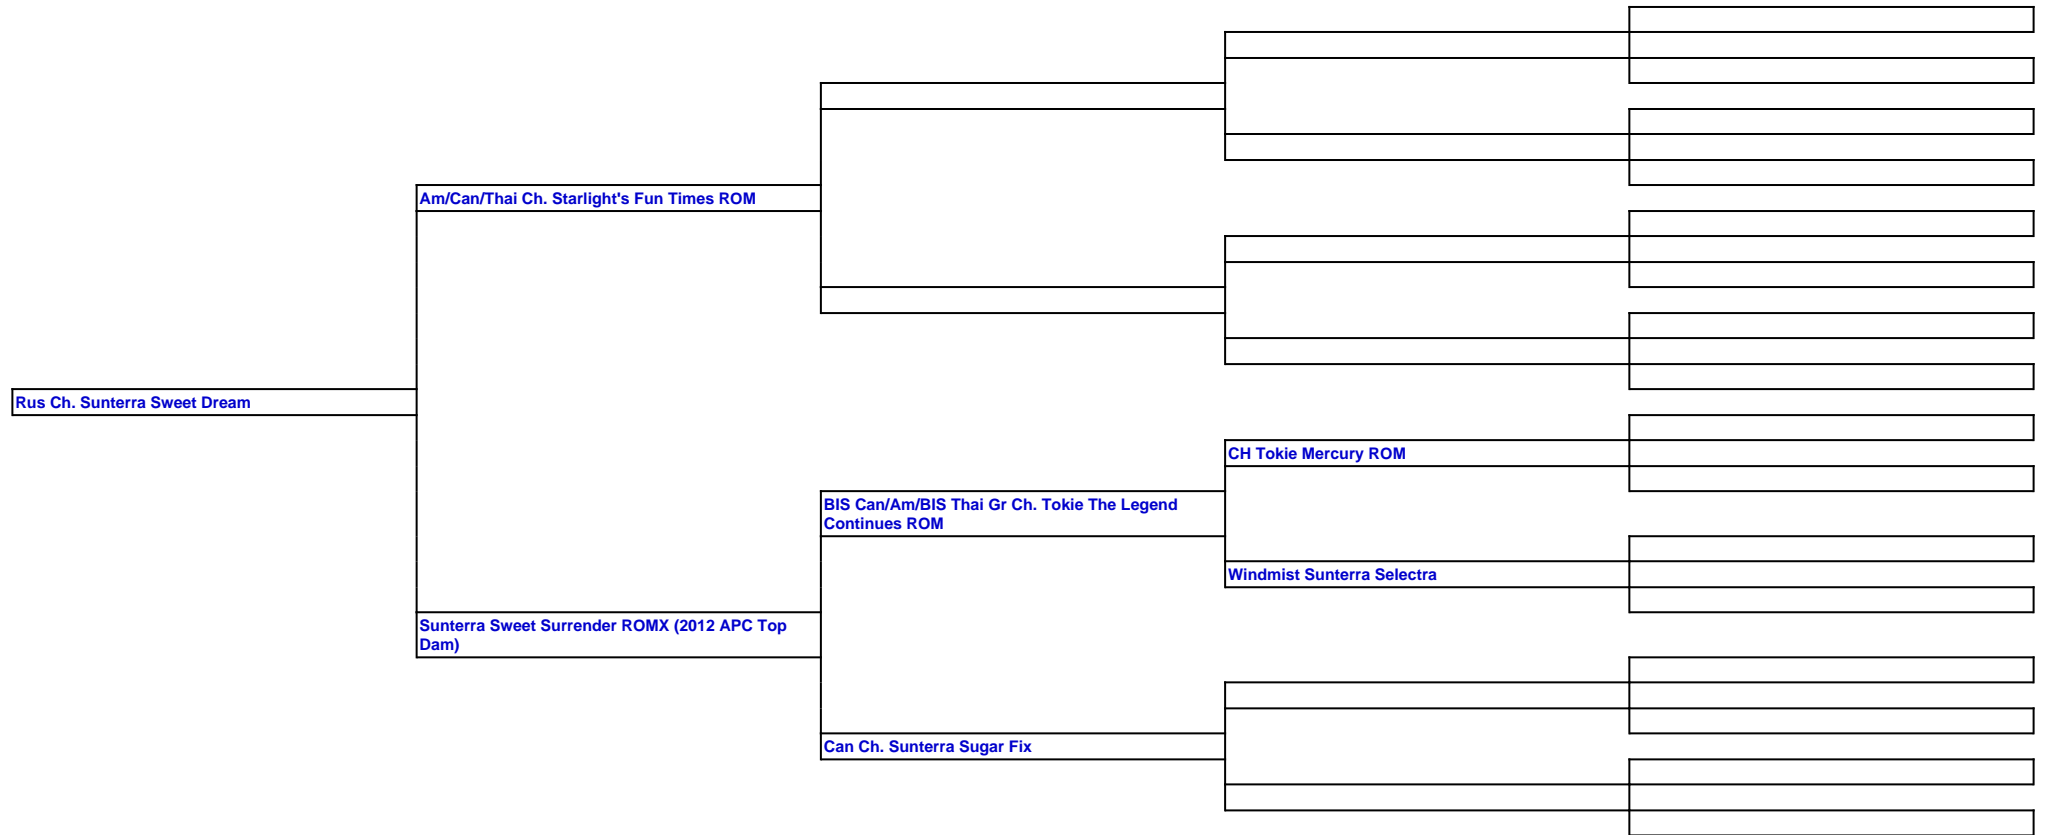 Am/Can/Thai Ch. Starlight's Fun Times ROM
Rus Ch. Sunterra Sweet Dream
CH Tokie Mercury ROM
BIS Can/Am/BIS Thai Gr Ch. Tokie The Legend
Continues ROM
Windmist Sunterra Selectra
Sunterra Sweet Surrender ROMX (2012 APC Top
Dam)
Can Ch. Sunterra Sugar Fix